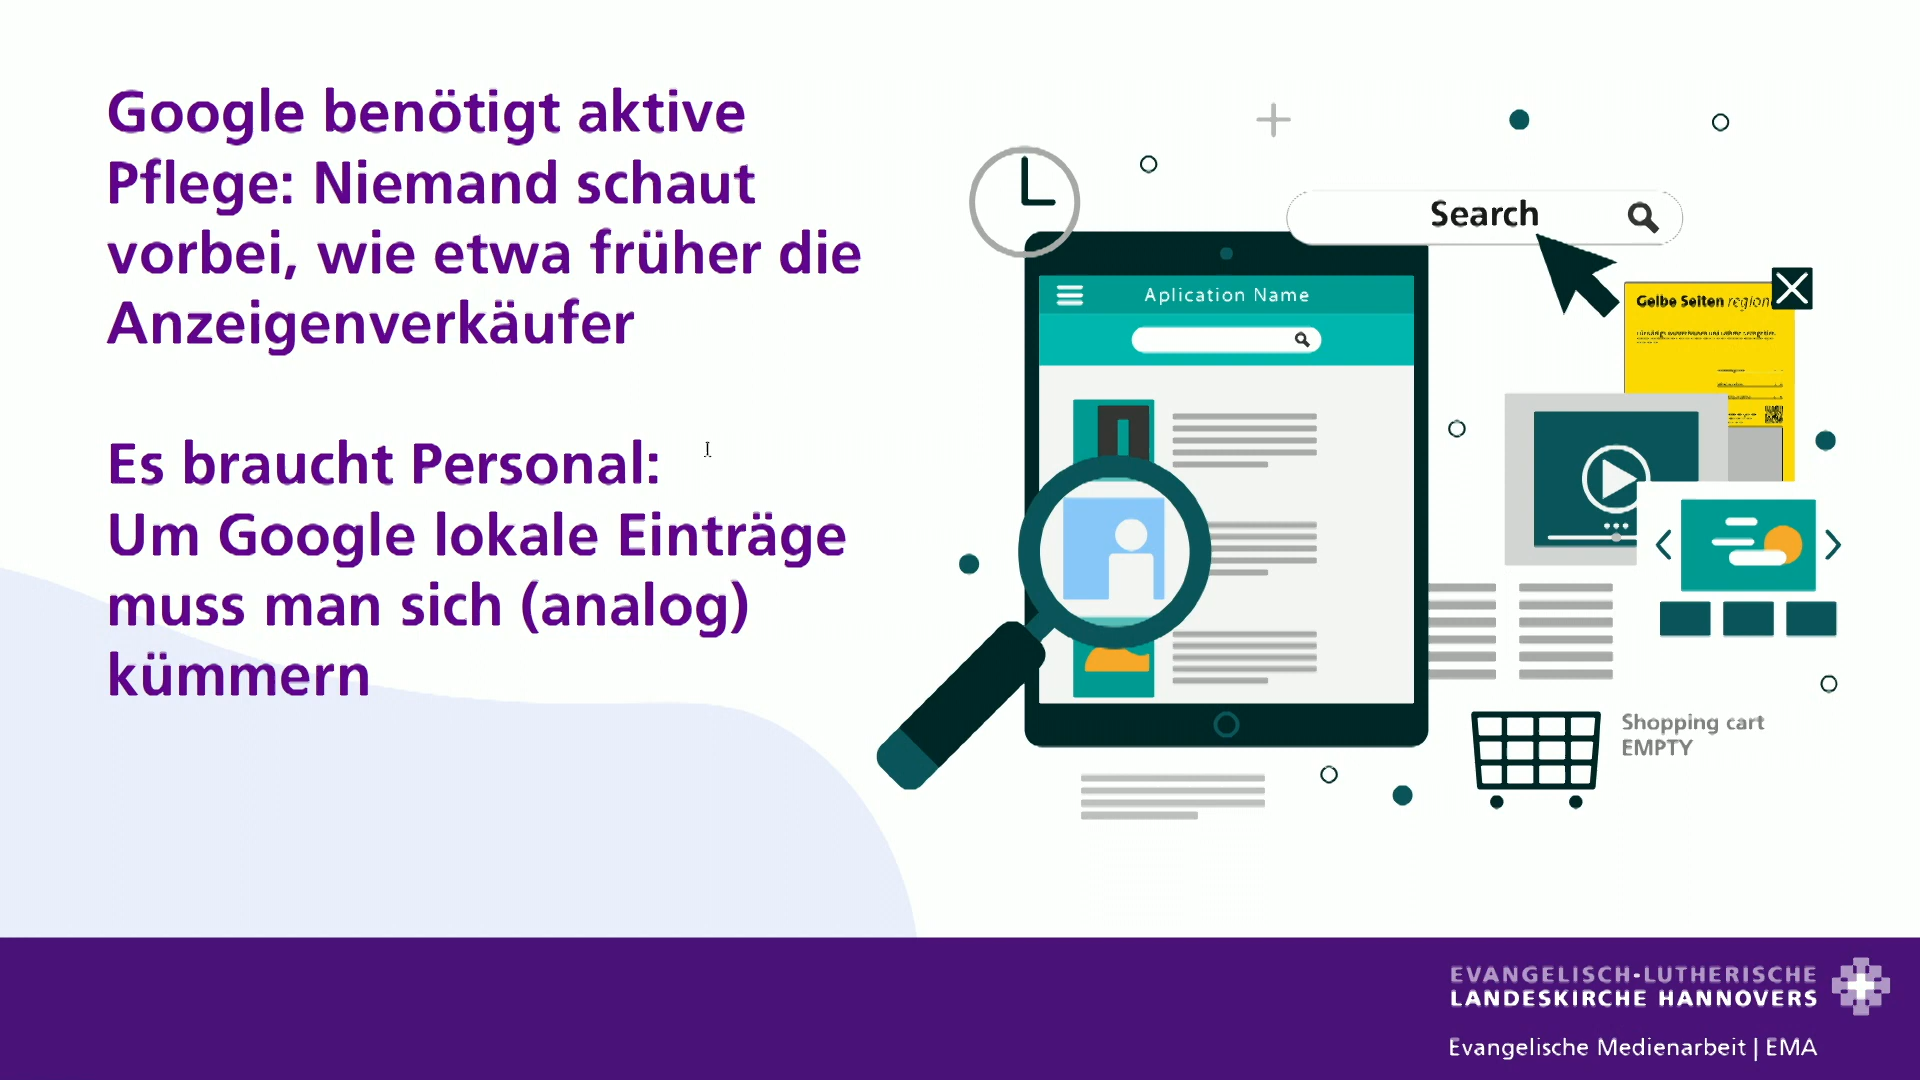 Google benötigt aktive
Pflege: Niemand schaut
vorbei, wie etwa früher die
Anzeigenverkäufer
Es braucht Personal:
Um Google lokale Einträge
muss man sich (analog)
kümmern
Search
Aplication Name
Gelbe Seiten region
Shopping cart
EMPTY
EVANGELISCH-LUTHERISCHE
LANDESKIRCHE HANNOVERS
Evangelische Medienarbeit | EMA